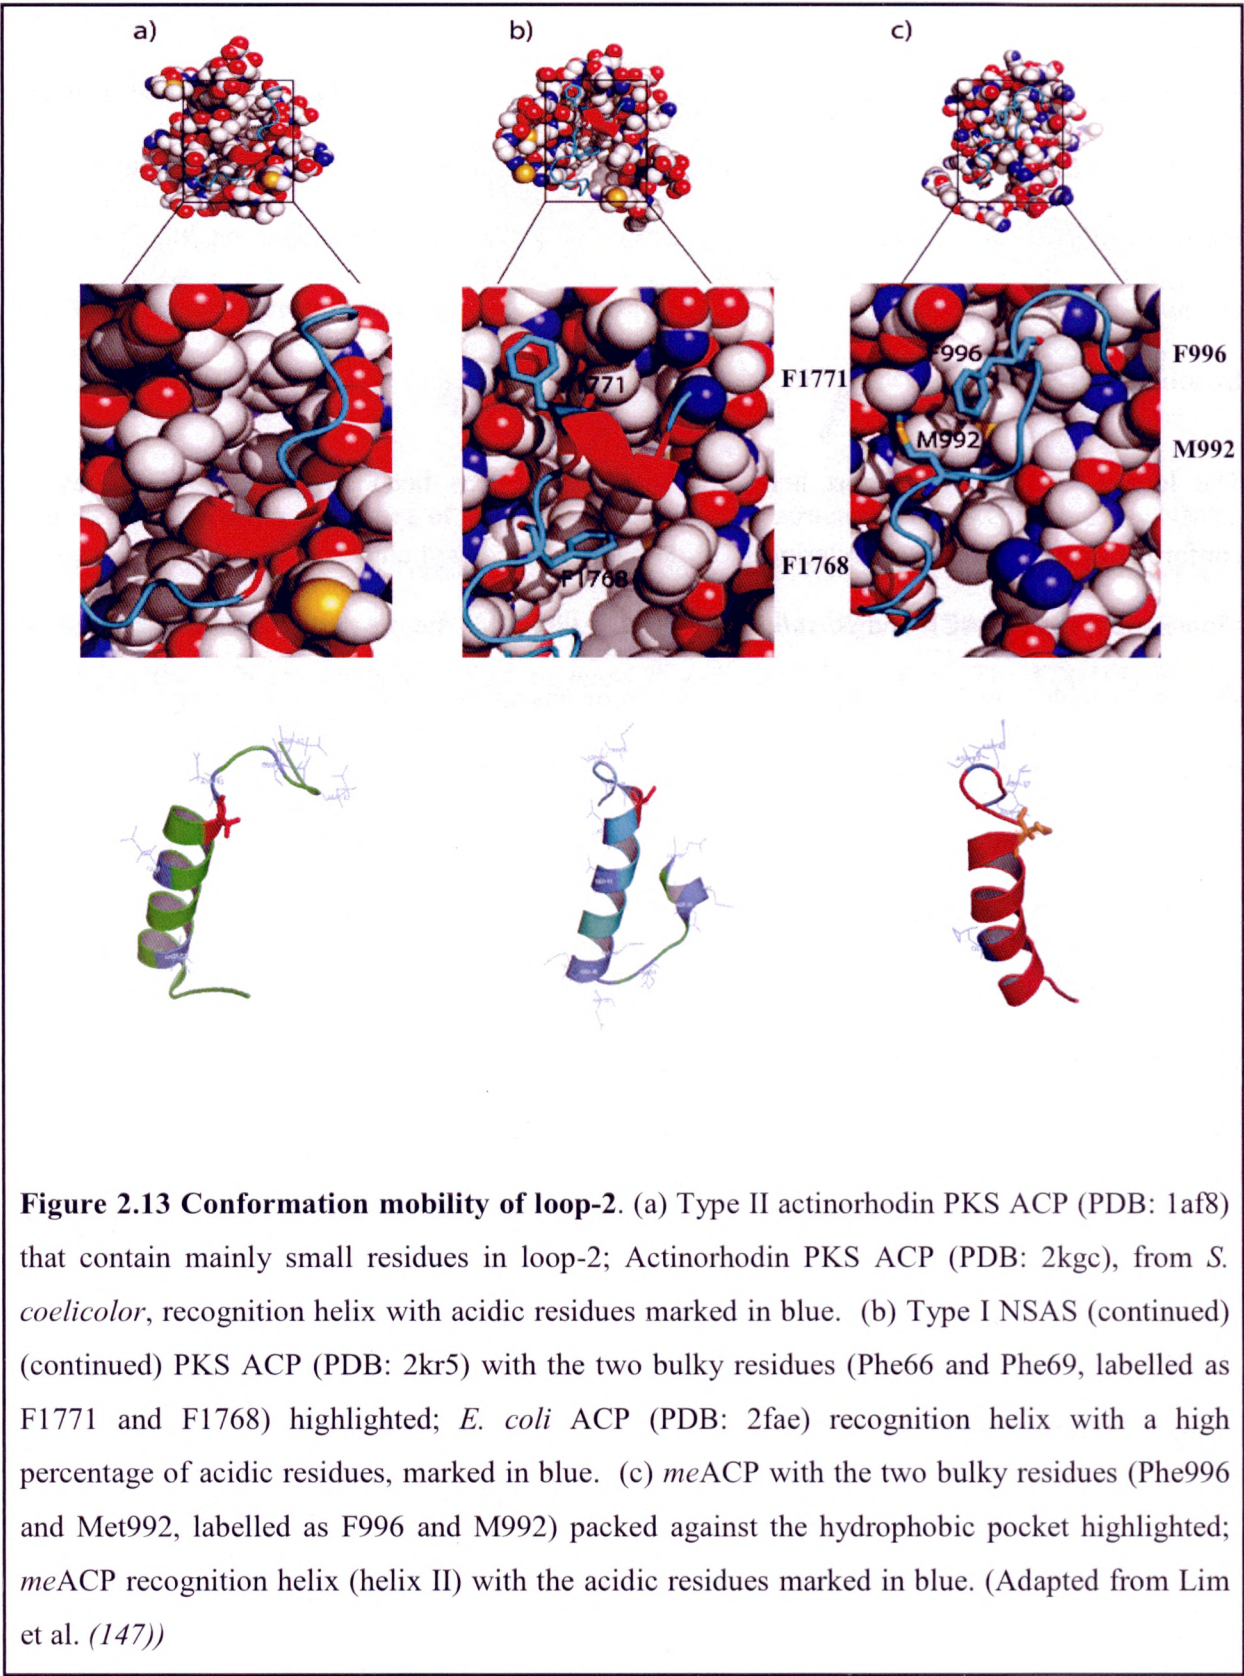 a)
b)
c)
F996
F996
771
F1771
M992
M992
F1768
F1768
Figure 2.13 Conformation mobility of loop-2. (a) Type II actinorhodin PKS ACP (PDB: 1af8)
that contain mainly small residues in loop-2; Actinorhodin PKS ACP (PDB: 2kgc), from S.
coelicolor, recognition helix with acidic residues marked in blue. (b) Type I NSAS (continued)
(continued) PKS ACP (PDB: 2kr5) with the two bulky residues (Phe66 and Phe69, labelled as
F1771 and F1768) highlighted; E. coli ACP (PDB: 2fae) recognition helix with a high
percentage of acidic residues, marked in blue. (c) meACP with the two bulky residues (Phe996
and Met992, labelled as F996 and M992) packed against the hydrophobic pocket highlighted;
meACP recognition helix (helix II) with the acidic residues marked in blue. (Adapted from Lim
et al. (147))